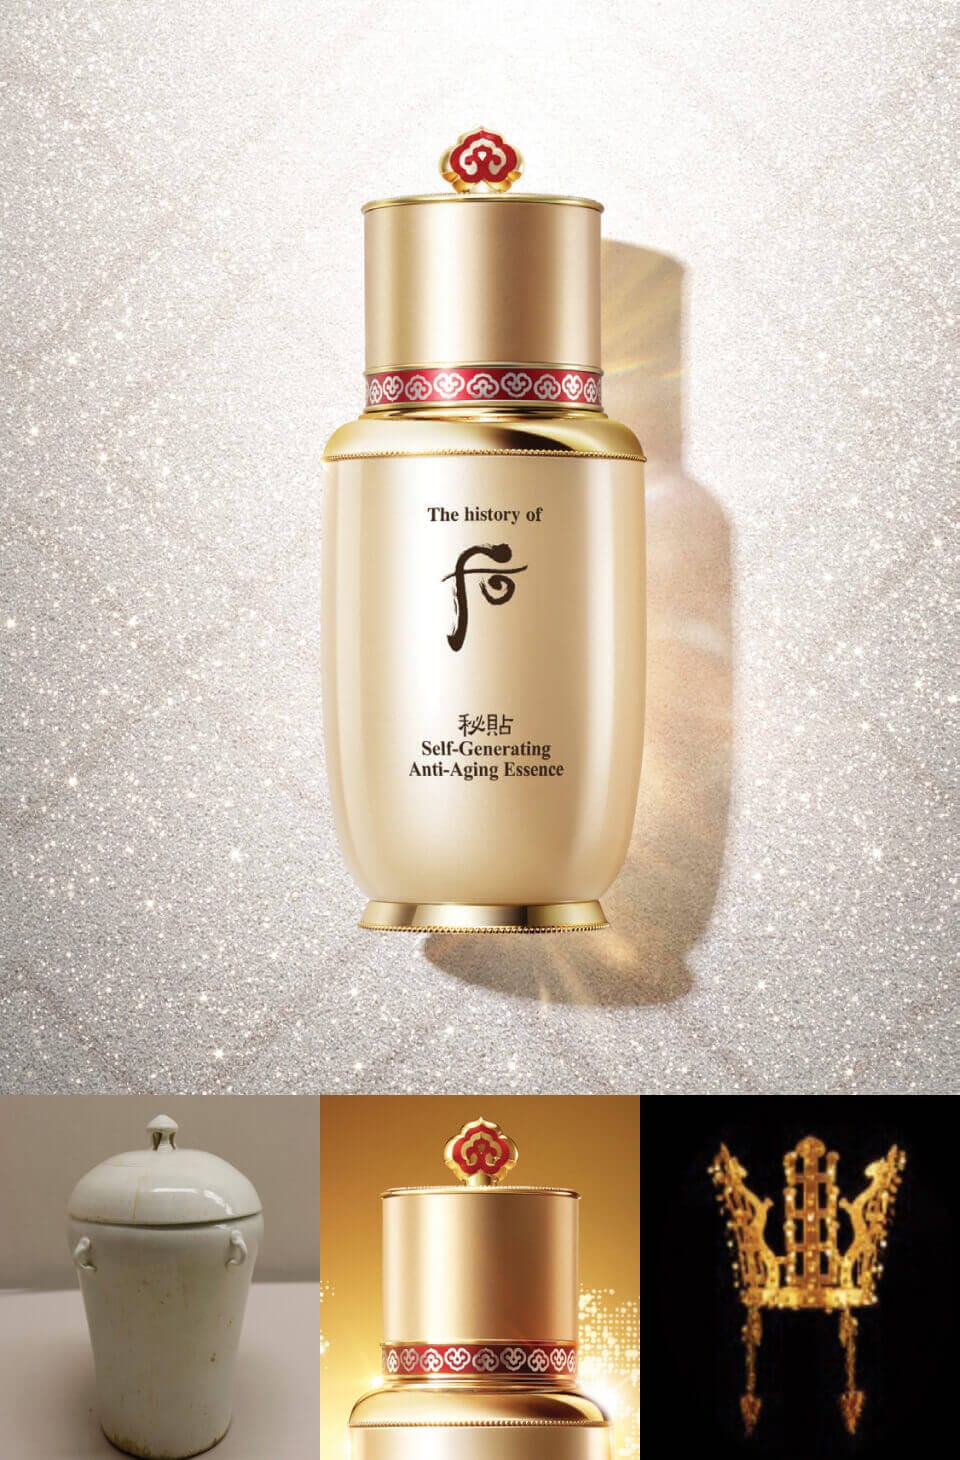 The history of
后
秘貼
Self-Generating
Anti-Aging Essence